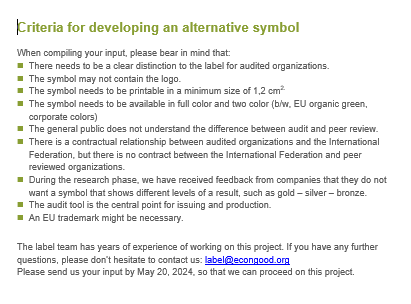 Criteria for developing an alternative symbol
When compiling your input, please bear in mind that:
There needs to be a clear distinction to the label for audited organizations.
The symbol may not contain the logo.
The symbol needs to be printable in a minimum size of 1,2 cm².
The symbol needs to be available in full color and two color (b/w, EU organic green,
corporate colors)
The general public does not understand the difference between audit and peer review.
There is a contractual relationship between audited organizations and the International
Federation, but there is no contract between the International Federation and peer
reviewed organizations.
During the research phase, we have received feedback from companies that they do not
want a symbol that shows different levels of a result, such as gold – silver – bronze.
The audit tool is the central point for issuing and production.
An EU trademark might be necessary.
The label team has years of experience of working on this project. If you have any further
questions, please don't hesitate to contact us: label@econgood.org
Please send us your input by May 20, 2024, so that we can proceed on this project.